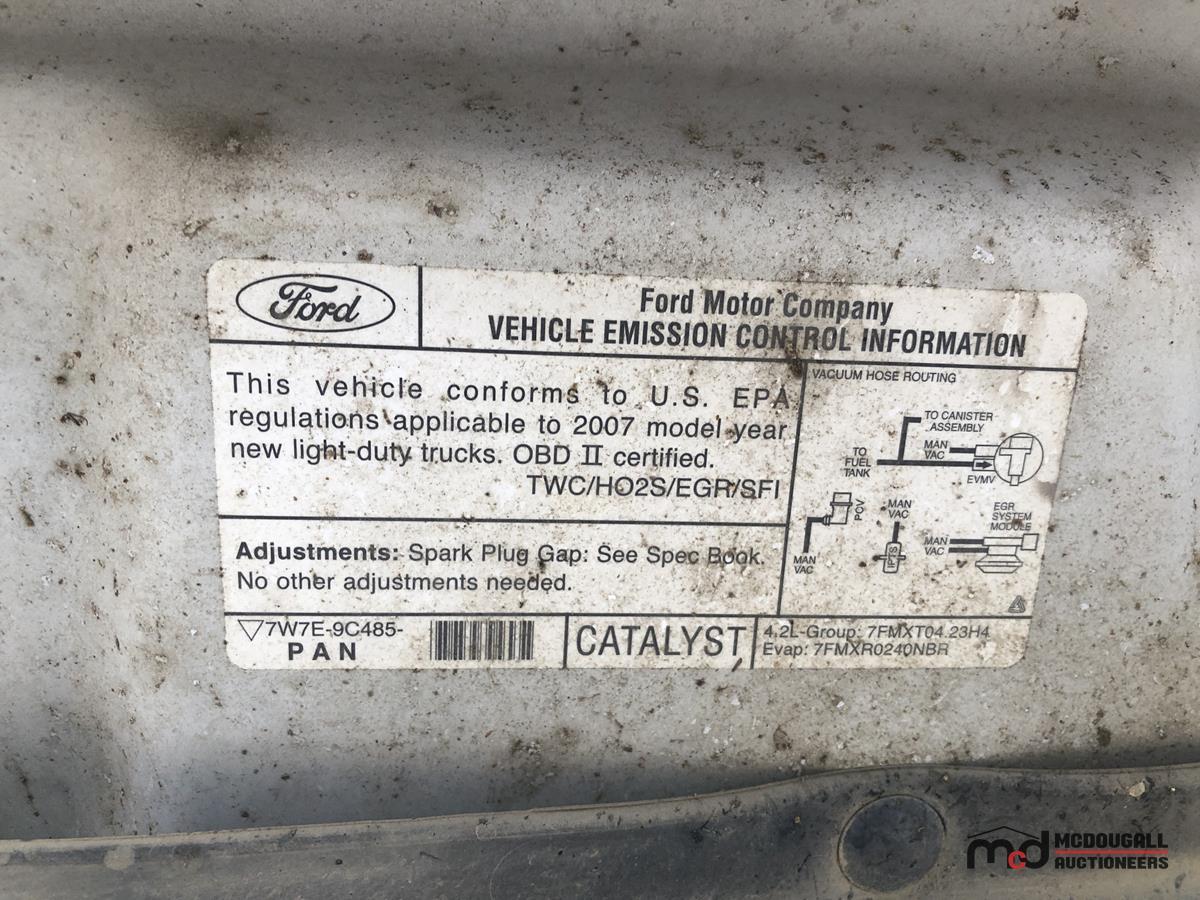 Ford
Ford Motor Company
VEHICLE EMISSION CONTROL INFORMATION
This vehicle conforms to U.S. EPA
regulations applicable to 2007 model year
new light-duty trucks. OBD II certified.
TWC/HO2S/EGR/SFI
Adjustments: Spark Plug Gap: See Spec Book.
No other adjustments needed.
VACUUM HOSE ROUTING
TO CANISTER
ASSEMBLY
MAN
VAC
TO
FUEL
TANK
EVMV
PCV
MAN
VAC
MAN
VAC
EGR
SYSTEM
MODULE
MAN
VAC
7W7E-9C485-
PAN
CATALYST
4.2L-Group: 7FMXT04.23H4
Evap: 7FMXR0240NBR
mcd MCDOUGALL
AUCTIONEERS